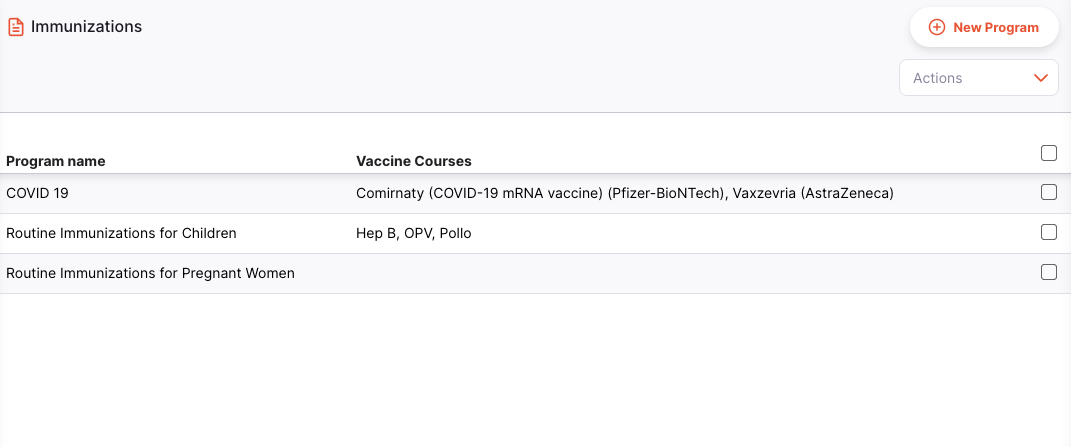 Immunizations
New Program
Actions
Program name Vaccine Courses
COVID 19 Comirnaty (COVID-19 mRNA vaccine) (Pfizer-BioNTech), Vaxzevria (AstraZeneca)
Routine Immunizations for Children Hep B, OPV, Pollo
Routine Immunizations for Pregnant Women